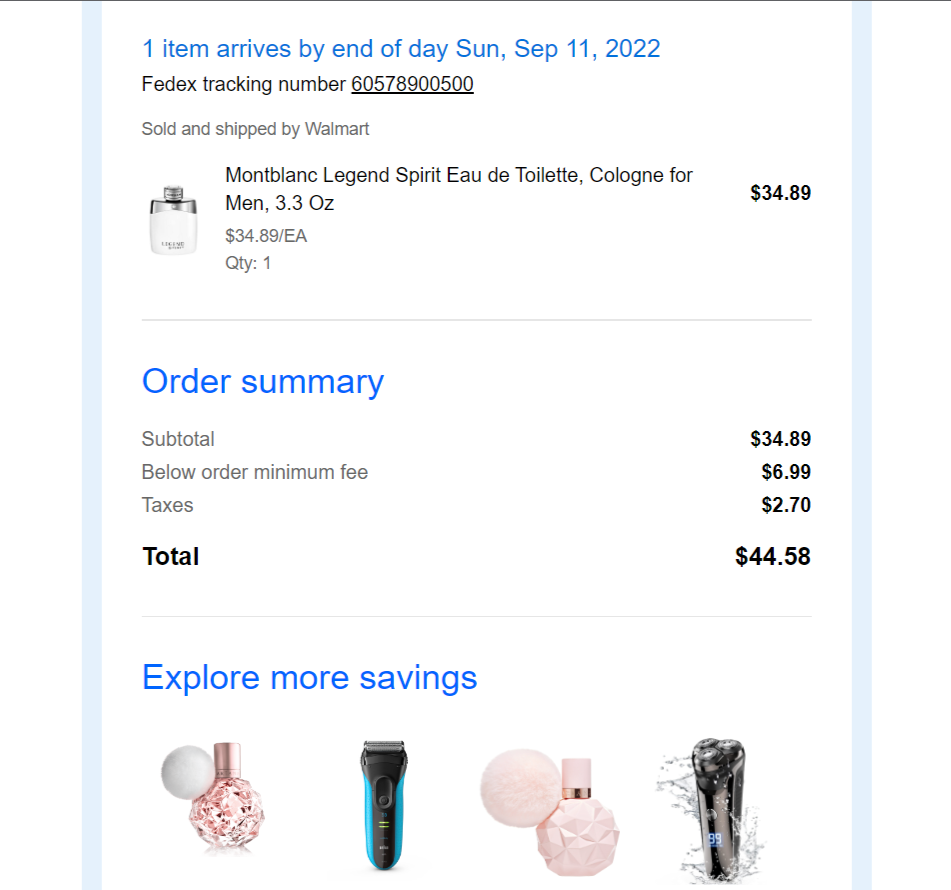 1 item arrives by end of day Sun, Sep 11, 2022
Fedex tracking number 60578900500
Sold and shipped by Walmart
Montblanc Legend Spirit Eau de Toilette, Cologne for
Men, 3.3 Oz
$34.89
$34.89/EA
Qty: 1
Order summary
Subtotal $34.89
Below order minimum fee $6.99
Taxes $2.70
Total $44.58
Explore more savings
99